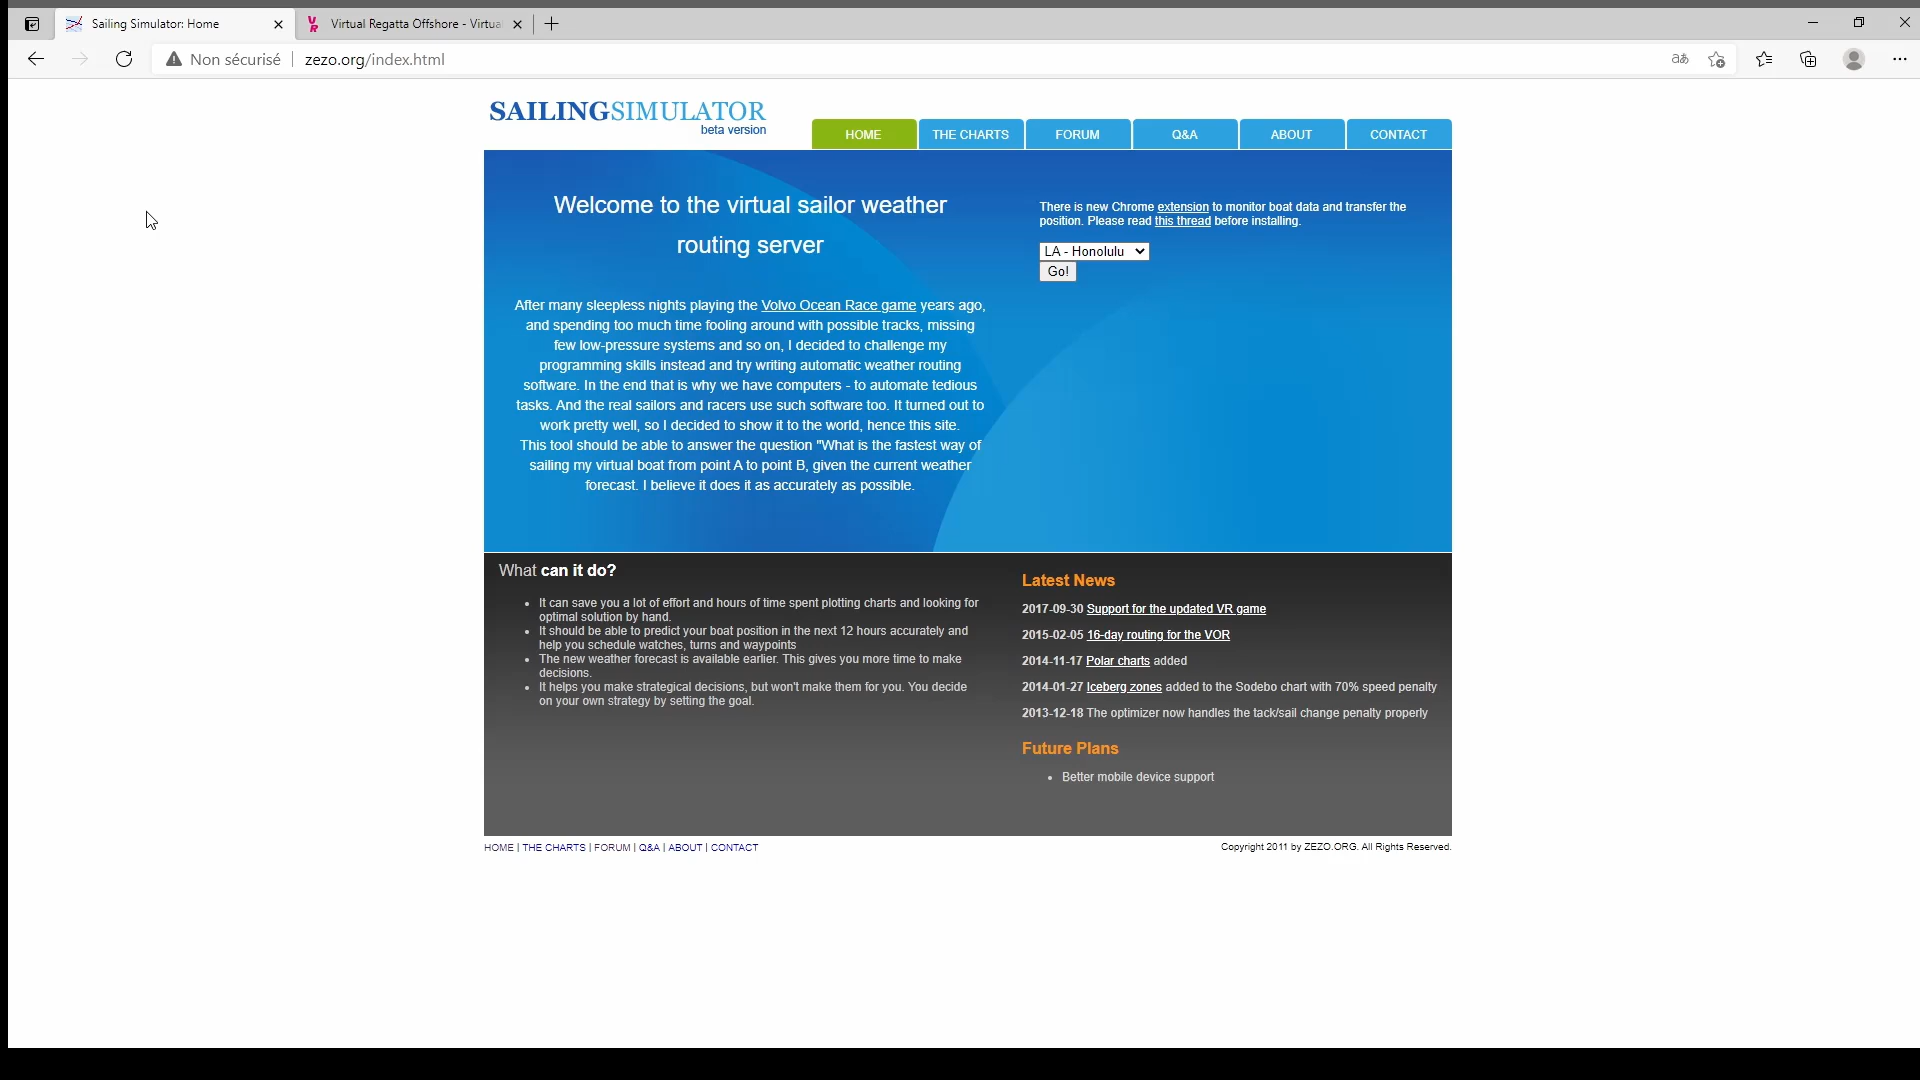 Sailing Simulator: Home
Virtual Regatta Offshore - Virtua
Non sécurisé
zezo.org/index.html
SAILINGSIMULATOR
beta version
HOME
THE CHARTS
FORUM
Q&A
ABOUT
CONTACT
Welcome to the virtual sailor weather
routing server
After many sleepless nights playing the Volvo Ocean Race game years ago,
and spending too much time fooling around with possible tracks, missing
few low-pressure systems and so on, I decided to challenge my
programming skills instead and try writing automatic weather routing
software. In the end that is why we have computers - to automate tedious
tasks. And the real sailors and racers use such software too. It turned out to
work pretty well, so I decided to show it to the world, hence this site.
This tool should be able to answer the question "What is the fastest way of
sailing my virtual boat from point A to point B, given the current weather
forecast. I believe it does it as accurately as possible.
There is new Chrome extension to monitor boat data and transfer the
position. Please read this thread before installing.
LA - Honolulu
Go!
What can it do?
• It can save you a lot of effort and hours of time spent plotting charts and looking for
optimal solution by hand.
• It should be able to predict your boat position in the next 12 hours accurately and
help you schedule watches, turns and waypoints
• The new weather forecast is available earlier. This gives you more time to make
decisions.
• It helps you make strategical decisions, but won't make them for you. You decide
on your own strategy by setting the goal.
Latest News
2017-09-30 Support for the updated VR game
2015-02-05 16-day routing for the VOR
2014-11-17 Polar charts added
2014-01-27 Iceberg zones added to the Sodebo chart with 70% speed penalty
2013-12-18 The optimizer now handles the tack/sail change penalty properly
Future Plans
• Better mobile device support
HOME | THE CHARTS | FORUM | Q&A | ABOUT | CONTACT
Copyright 2011 by ZEZO.ORG. All Rights Reserved.